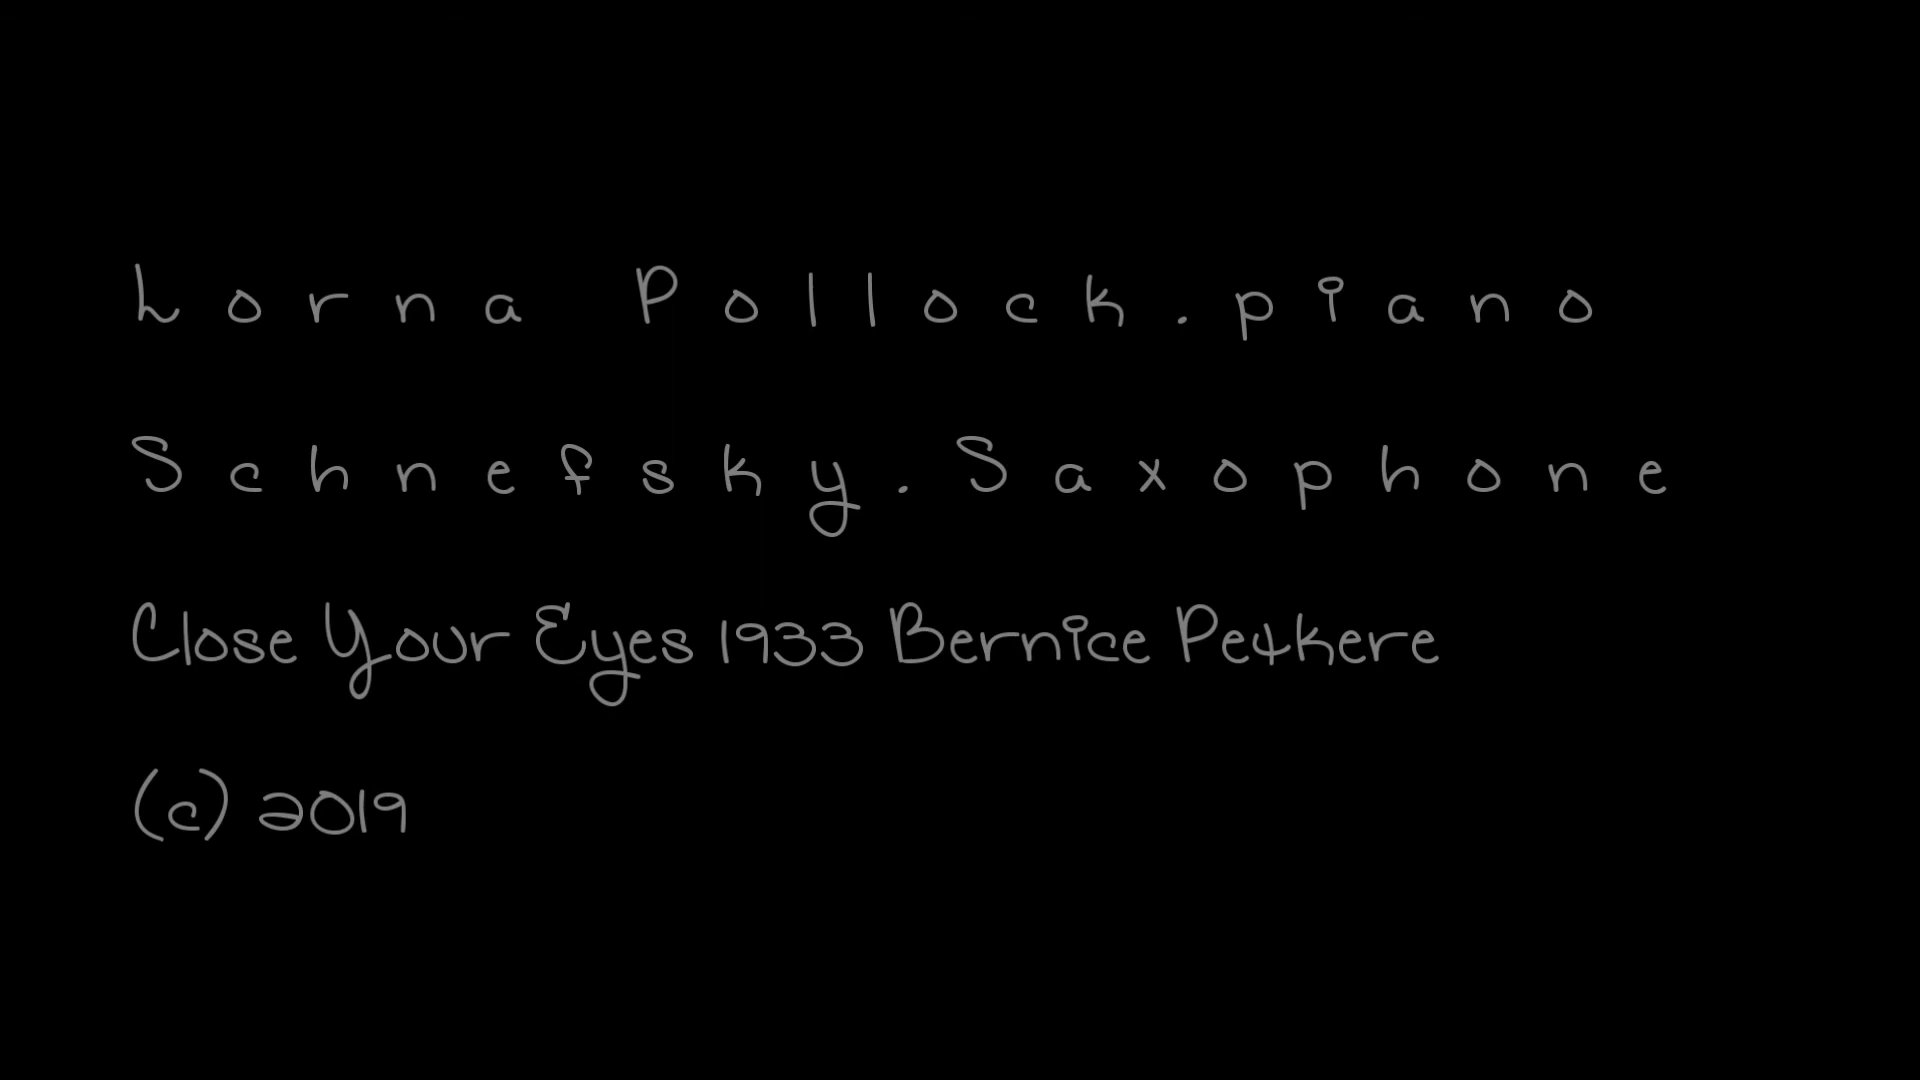 Lorna Pollock.piano
Schnefsky.Saxophone
Close Your Eyes 1933 Bernice Petkere
(c) 2019